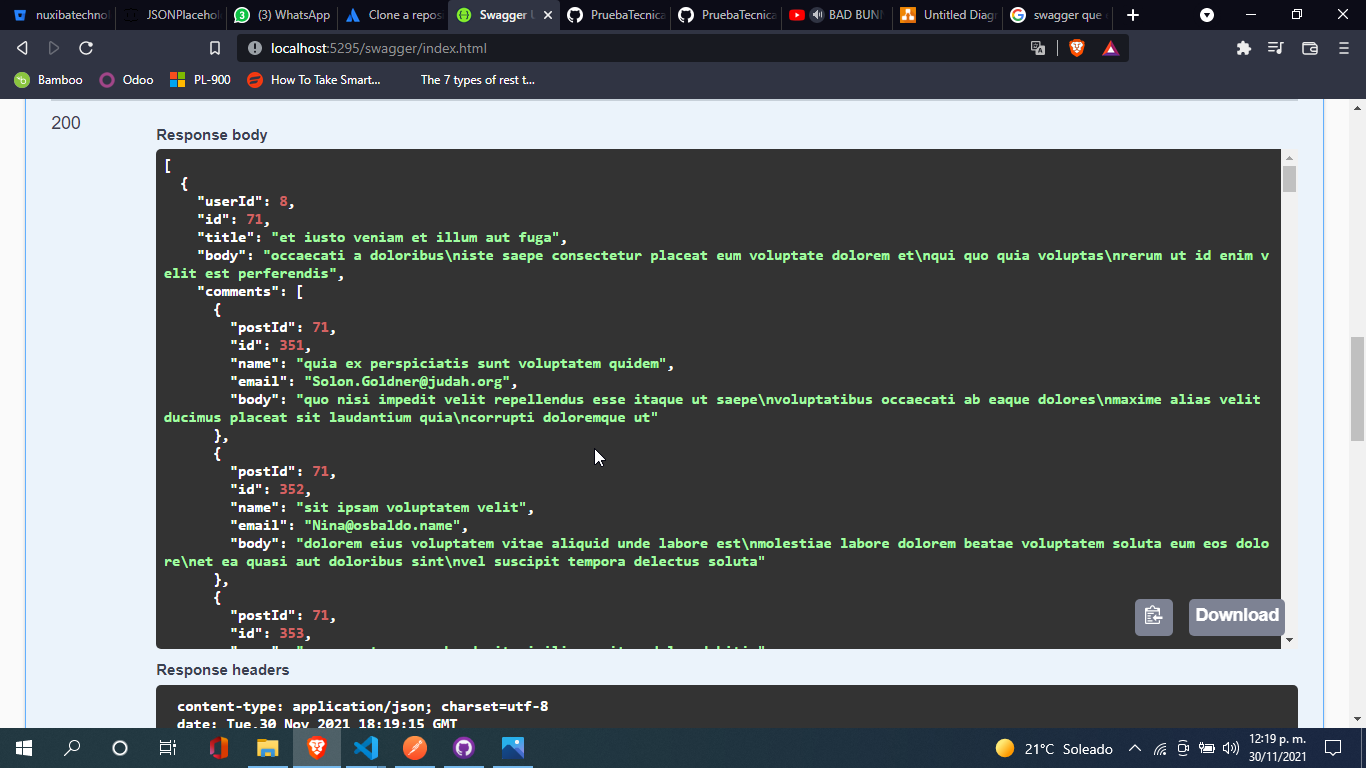 nuxibatechnol
JSONPlacehol
(3) WhatsApp
Clone a repos
Swagger U
PruebaTecnica
PruebaTecnica
BAD BUNN
Untitled Diagr
swagger que e
localhost:5295/swagger/index.html
Bamboo
Odoo
PL-900
How To Take Smart...
The 7 types of rest t...
200
Response body
[
{
"userId": 8,
"id": 71,
"title": "et iusto veniam et illum aut fuga",
"body": "occaecati a doloribus\niste saepe consectetur placeat eum voluptate dolorem et\nqui quo quia voluptas\nrerum ut id enim v
elit est perferendis",
"comments": [
{
"postId": 71,
"id": 351,
"name": "quia ex perspiciatis sunt voluptatem quidem",
"email": "Solon.Goldner@judah.org",
"body": "quo nisi impedit velit repellendus esse itaque ut saepe\nvoluptatibus occaecati ab eaque dolores\nmaxime alias velit
ducimus placeat sit laudantium quia\ncorrupti doloremque ut"
},
{
"postId": 71,
"id": 352,
"name": "sit ipsam voluptatem velit",
"email": "Nina@osbaldo.name",
"body": "dolorem eius voluptatem vitae aliquid unde labore est\nmolestiae labore dolorem beatae voluptatem soluta eum eos dolo
re\net ea quasi aut doloribus sint\nvel suscipit tempora delectus soluta"
},
{
"postId": 71,
"id": 353,
Download
Response headers
content-type: application/json; charset=utf-8
date: Tue,30 Nov 2021 18:19:15 GMT
21°C Soleado
12:19 p. m.
30/11/2021